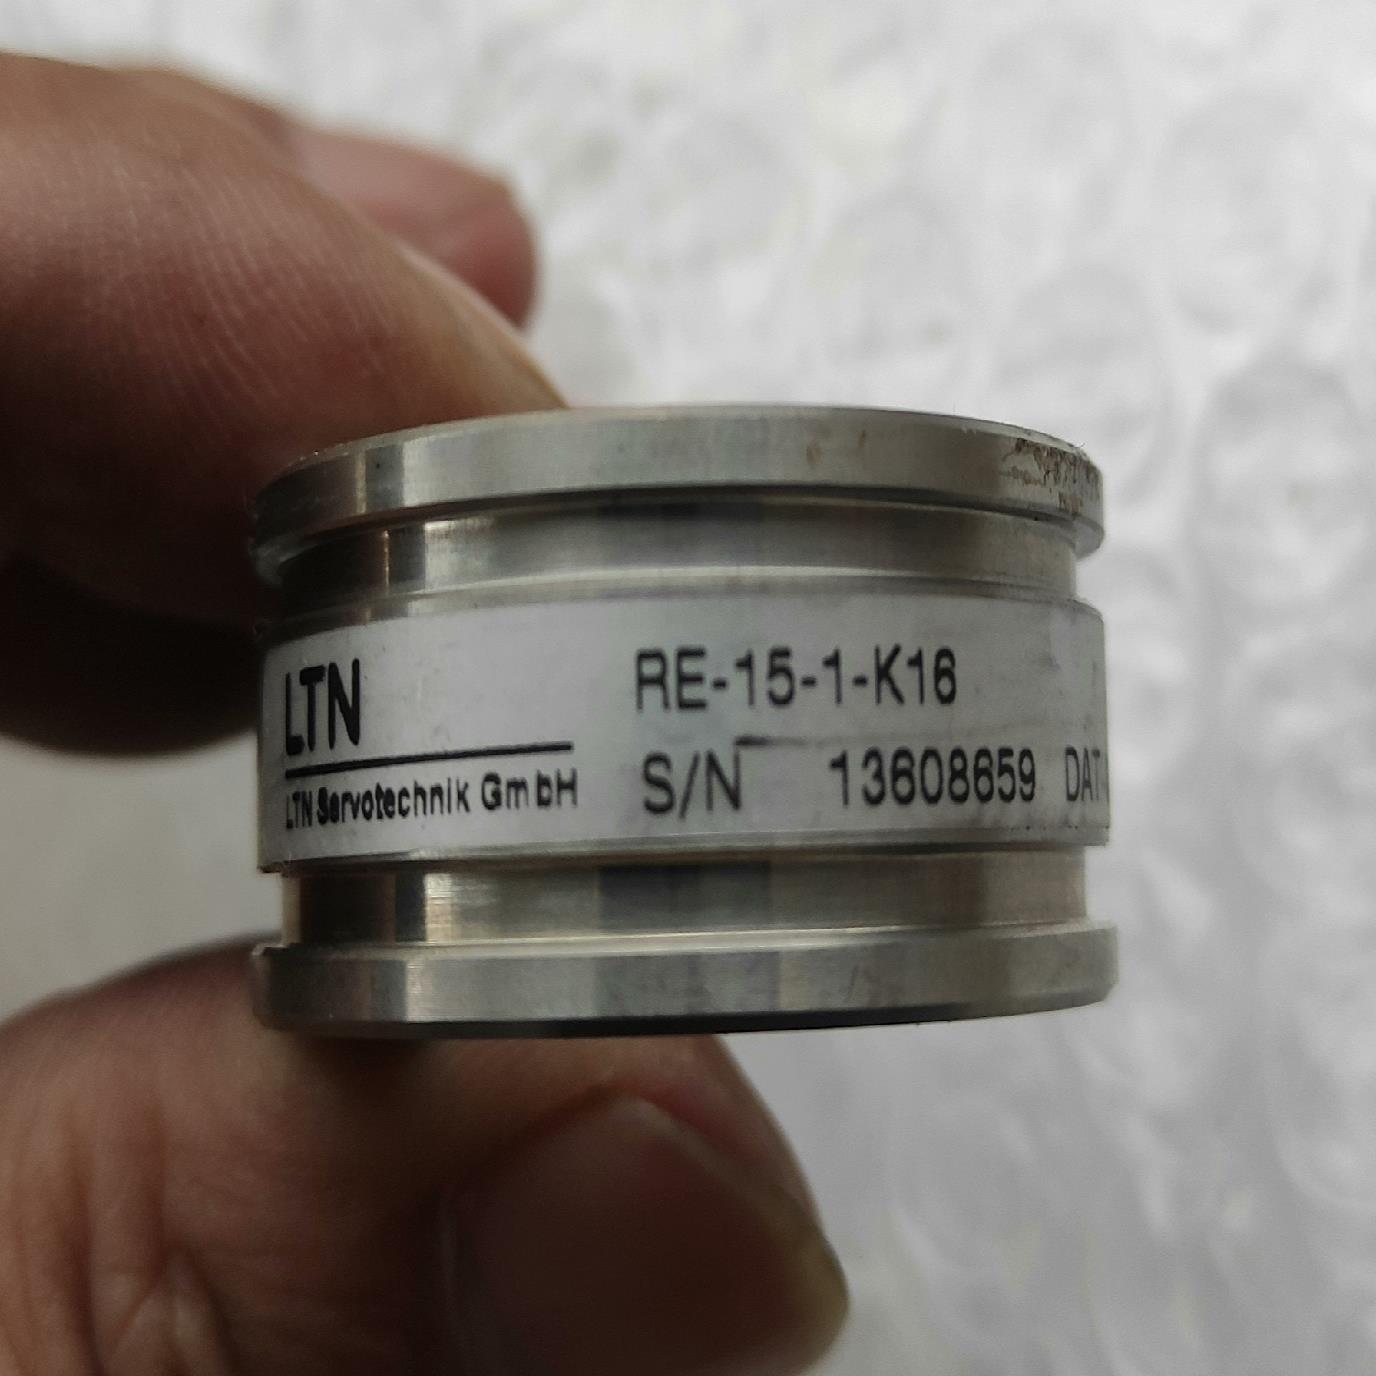 LTN
LTN Servotechnik GmbH
RE-15-1-K16
S/N 13608659